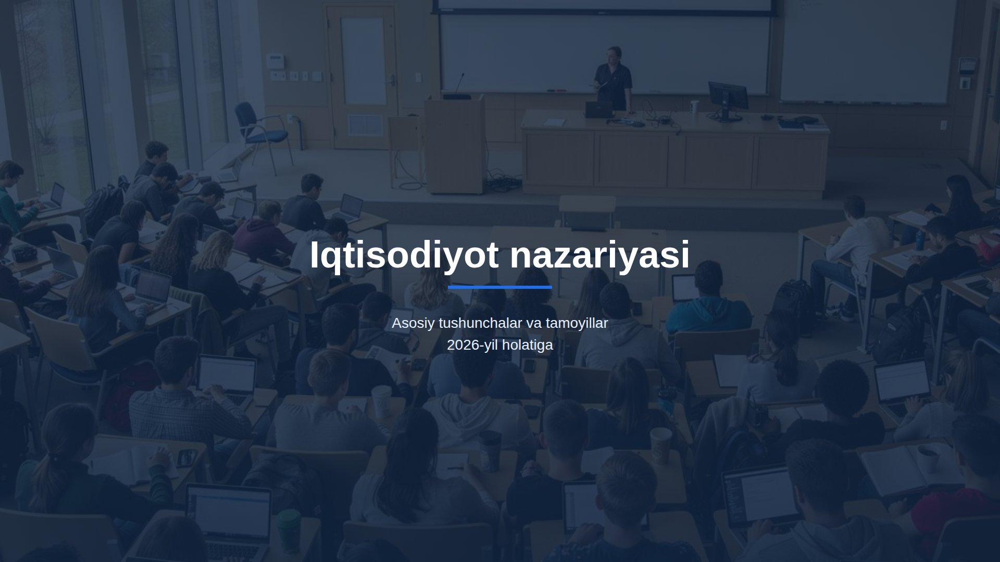 Iqtisodiyot nazariyasi
Asosiy tushunchalar va tamoyillar
2026-yil holatiga